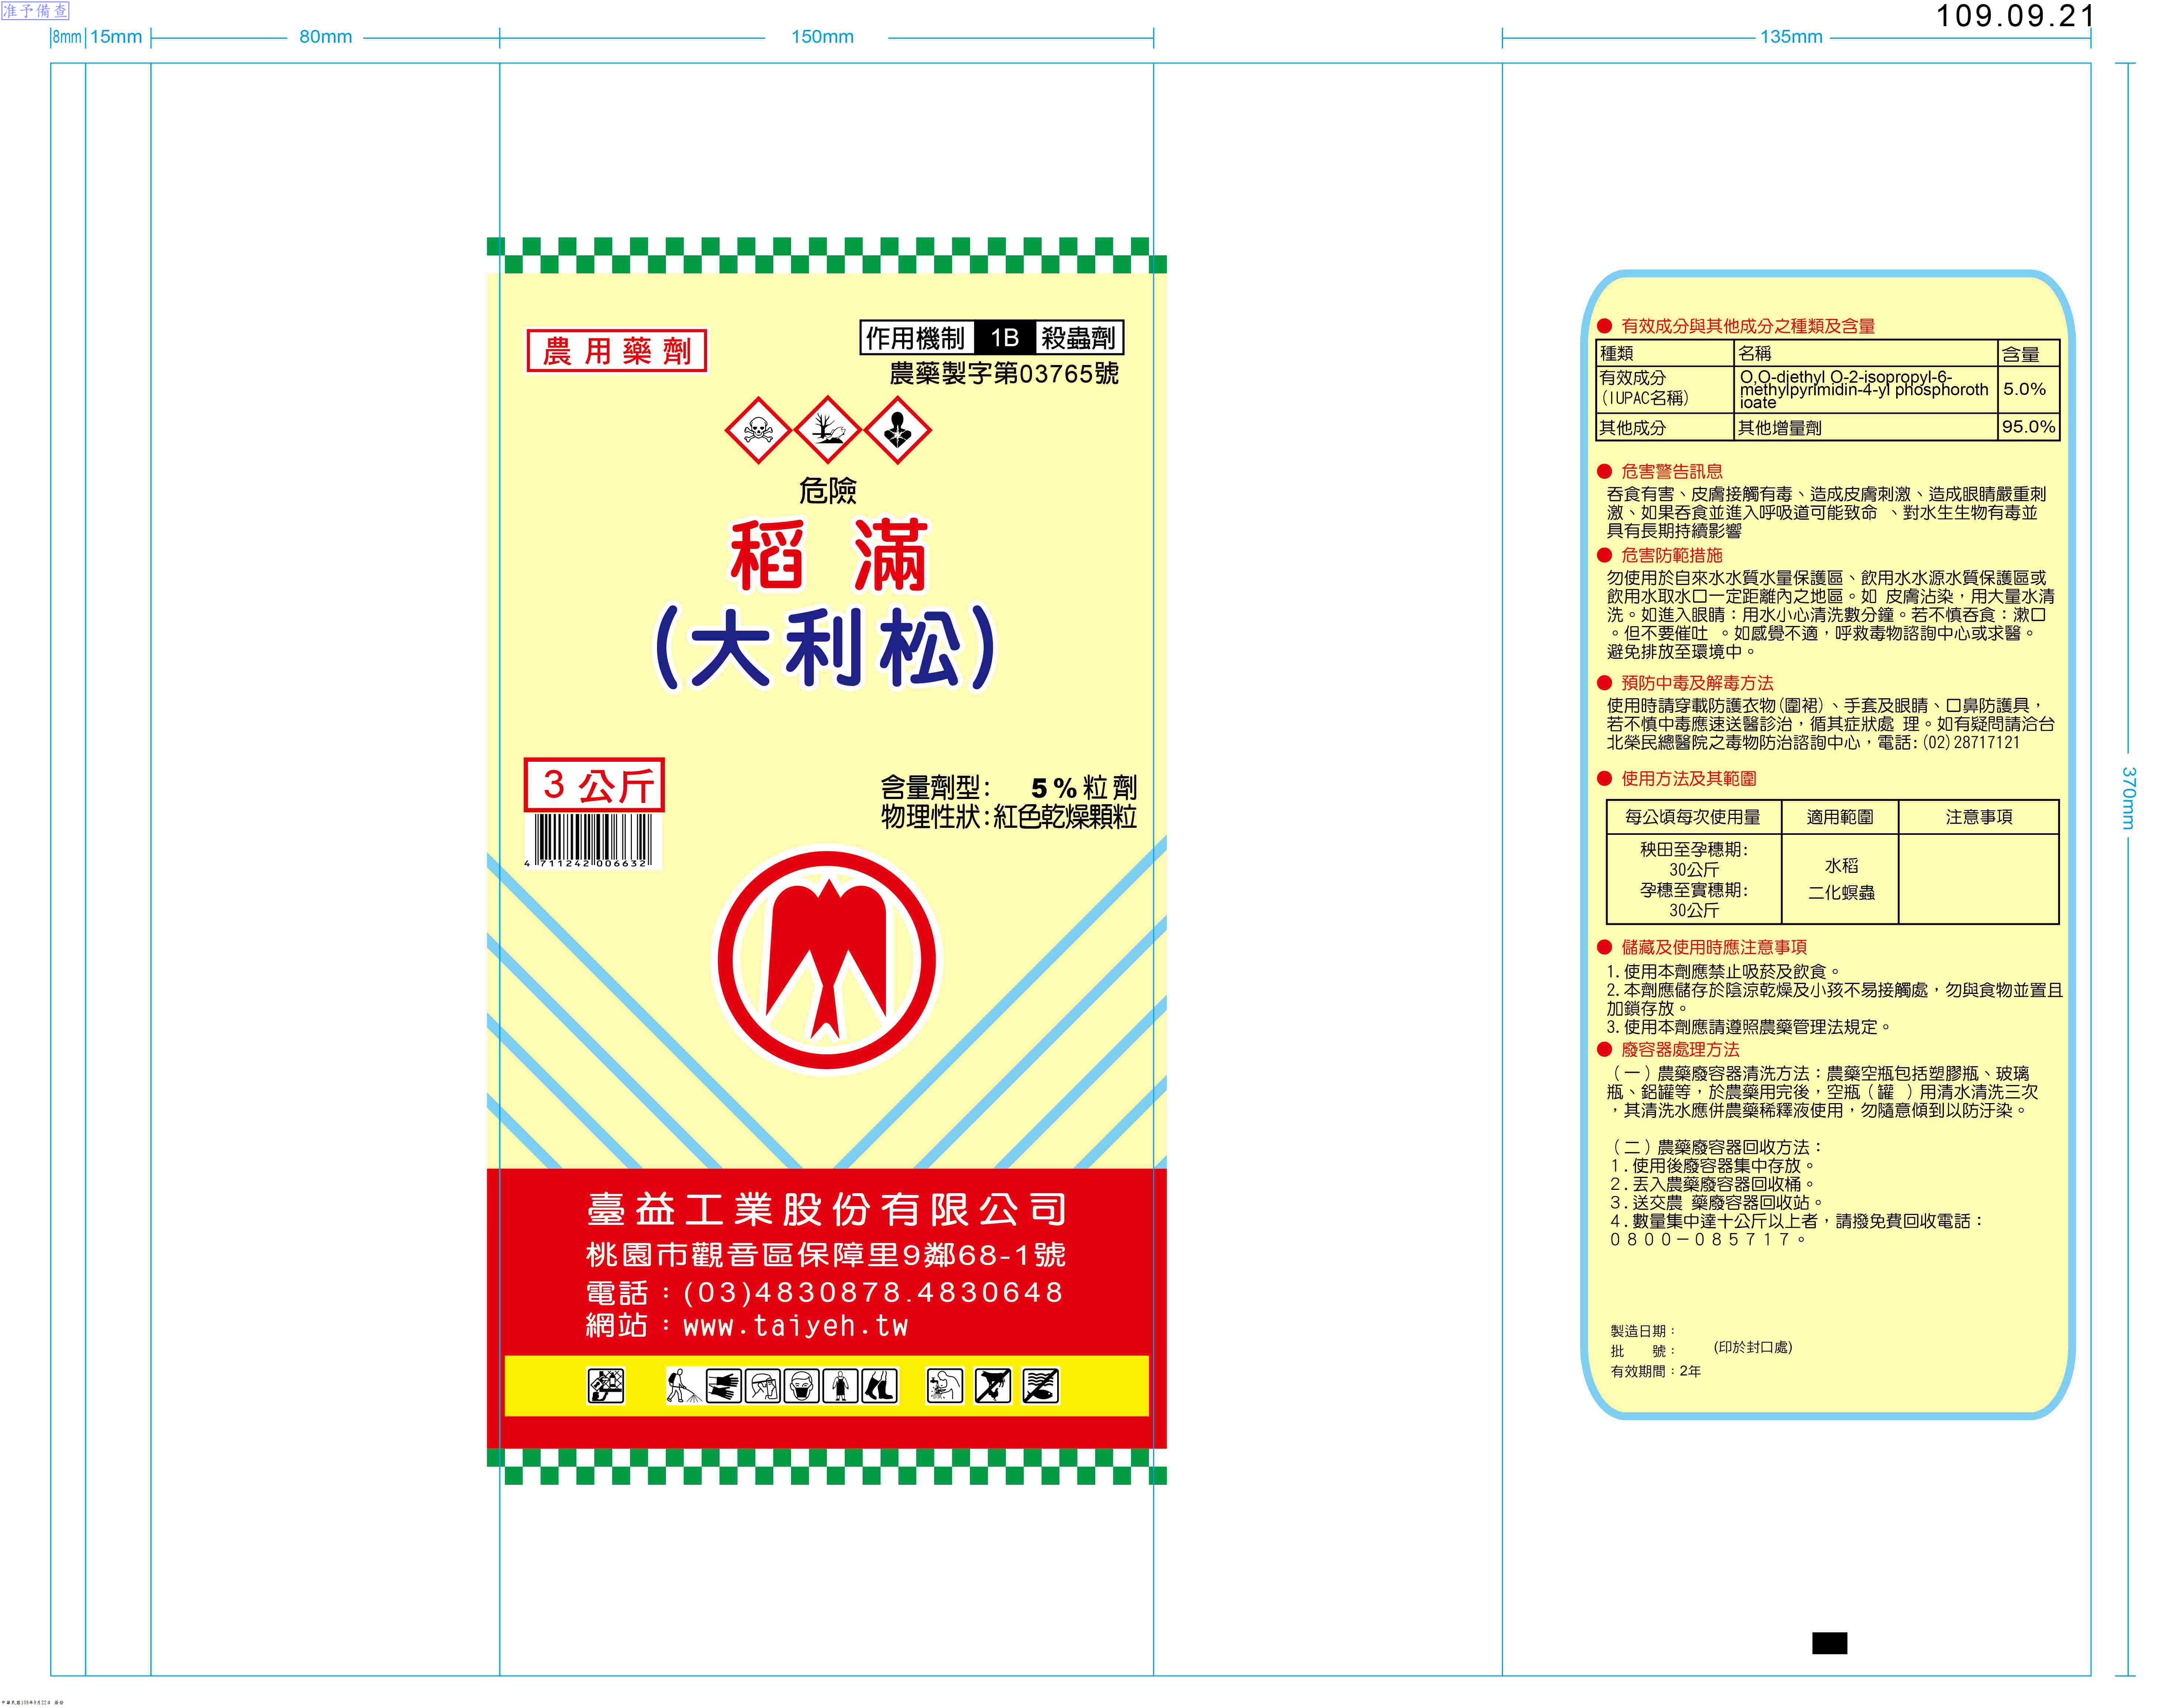 准予備查
109.09.21
8mm 15mm 80mm 150mm 135mm
370mm
農用藥劑
作用機制 1B 殺蟲劑
農藥製字第03765號
危險
稻滿
(大利松)
3公斤
4 711242 006632
含量劑型: 5%粒劑
物理性狀:紅色乾燥顆粒
臺益工業股份有限公司
桃園市觀音區保障里9鄰68-1號
電話：(03)4830878.4830648
網站：www.taiyeh.tw
● 有效成分與其他成分之種類及含量
種類 名稱 含量
有效成分
(IUPAC名稱)
O,O-diethyl O-2-isopropyl-6-
methylpyrimidin-4-yl phosphoroth
ioate
5.0%
其他成分 其他增量劑 95.0%
● 危害警告訊息
吞食有害、皮膚接觸有毒、造成皮膚刺激、造成眼睛嚴重刺
激、如果吞食並進入呼吸道可能致命 、對水生生物有毒並
具有長期持續影響
● 危害防範措施
勿使用於自來水水質水量保護區、飲用水水源水質保護區或
飲用水取水口一定距離內之地區。如 皮膚沾染，用大量水清
洗。如進入眼睛：用水小心清洗數分鐘。若不慎吞食：漱口
。但不要催吐 。如感覺不適，呼救毒物諮詢中心或求醫。
避免排放至環境中。
● 預防中毒及解毒方法
使用時請穿載防護衣物(圍裙)、手套及眼睛、口鼻防護具，
若不慎中毒應速送醫診治，循其症狀處 理。如有疑問請洽台
北榮民總醫院之毒物防治諮詢中心，電話:(02)28717121
● 使用方法及其範圍
每公頃每次使用量 適用範圍 注意事項
秧田至孕穗期:
30公斤
孕穗至實穗期:
30公斤
水稻
二化螟蟲
● 儲藏及使用時應注意事項
1.使用本劑應禁止吸菸及飲食。
2.本劑應儲存於陰涼乾燥及小孩不易接觸處，勿與食物並置且
加鎖存放。
3.使用本劑應請遵照農藥管理法規定。
● 廢容器處理方法
（一）農藥廢容器清洗方法：農藥空瓶包括塑膠瓶、玻璃
瓶、鋁罐等，於農藥用完後，空瓶（罐 ）用清水清洗三次
，其清洗水應併農藥稀釋液使用，勿隨意傾到以防汙染。
（二）農藥廢容器回收方法：
1.使用後廢容器集中存放。
2.丟入農藥廢容器回收桶。
3.送交農 藥廢容器回收站。
4.數量集中達十公斤以上者，請撥免費回收電話：
0800－085717。
製造日期：
批 號：
(印於封口處)
有效期間：2年